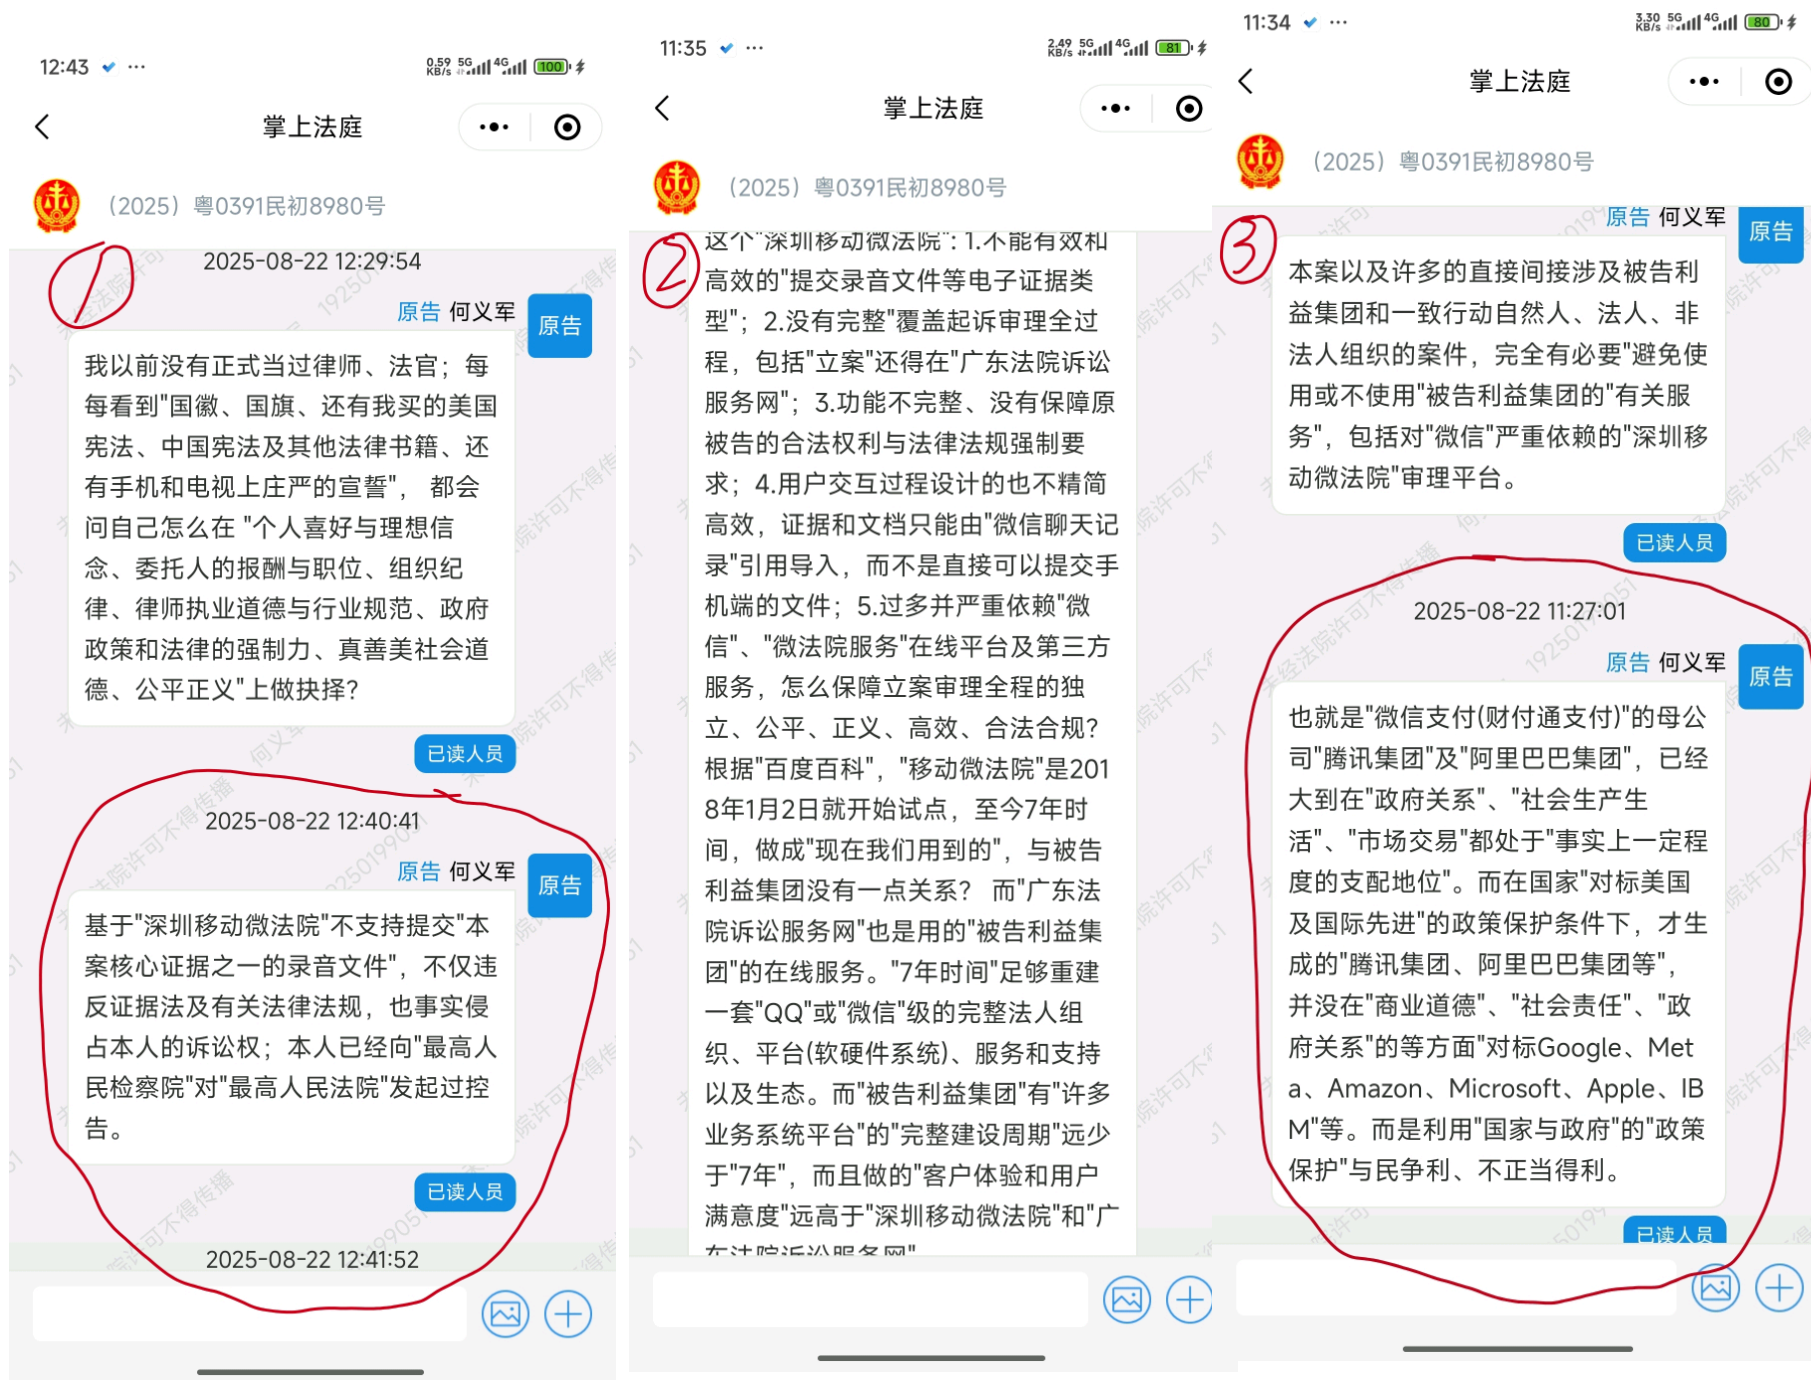 12:43
0.59
KB/s
5G
4G
100
掌上法庭
（2025）粤0391民初8980号
1
2025-08-22 12:29:54
原告 何义军
原告
我以前没有正式当过律师、法官；每
每看到"国徽、国旗、还有我买的美国
宪法、中国宪法及其他法律书籍、还
有手机和电视上庄严的宣誓"， 都会
问自己怎么在 "个人喜好与理想信
念、委托人的报酬与职位、组织纪
律、律师执业道德与行业规范、政府
政策和法律的强制力、真善美社会道
德、公平正义"上做抉择？
已读人员
2025-08-22 12:40:41
原告 何义军
原告
基于"深圳移动微法院"不支持提交"本
案核心证据之一的录音文件"，不仅违
反证据法及有关法律法规，也事实侵
占本人的诉讼权；本人已经向"最高人
民检察院"对"最高人民法院"发起过控
告。
已读人员
2025-08-22 12:41:52
11:35
2.49
KB/s
5G
4G
81
掌上法庭
（2025）粤0391民初8980号
2
这个"深圳移动微法院"：1.不能有效和
高效的"提交录音文件等电子证据类
型"；2.没有完整"覆盖起诉审理全过
程，包括"立案"还得在"广东法院诉讼
服务网"；3.功能不完整、没有保障原
被告的合法权利与法律法规强制要
求；4.用户交互过程设计的也不精简
高效，证据和文档只能由"微信聊天记
录"引用导入，而不是直接可以提交手
机端的文件；5.过多并严重依赖"微
信"、"微法院服务"在线平台及第三方
服务，怎么保障立案审理全程的独
立、公平、正义、高效、合法合规？
根据"百度百科"，"移动微法院"是201
8年1月2日就开始试点，至今7年时
间，做成"现在我们用到的"，与被告
利益集团没有一点关系？ 而"广东法
院诉讼服务网"也是用的"被告利益集
团"的在线服务。"7年时间"足够重建
一套"QQ"或"微信"级的完整法人组
织、平台(软硬件系统)、服务和支持
以及生态。而"被告利益集团"有"许多
业务系统平台"的"完整建设周期"远少
于"7年"，而且做的"客户体验和用户
满意度"远高于"深圳移动微法院"和"广
东法院诉讼服务网"
11:34
3.30
KB/s
5G
4G
80
掌上法庭
（2025）粤0391民初8980号
3
原告 何义军
原告
本案以及许多的直接间接涉及被告利
益集团和一致行动自然人、法人、非
法人组织的案件，完全有必要"避免使
用或不使用"被告利益集团的"有关服
务"，包括对"微信"严重依赖的"深圳移
动微法院"审理平台。
已读人员
2025-08-22 11:27:01
原告 何义军
原告
也就是"微信支付(财付通支付)"的母公
司"腾讯集团"及"阿里巴巴集团"，已经
大到在"政府关系"、"社会生产生
活"、"市场交易"都处于"事实上一定程
度的支配地位"。而在国家"对标美国
及国际先进"的政策保护条件下，才生
成的"腾讯集团、阿里巴巴集团等"，
并没在"商业道德"、"社会责任"、"政
府关系"的等方面"对标Google、Met
a、Amazon、Microsoft、Apple、IB
M"等。而是利用"国家与政府"的"政策
保护"与民争利、不正当得利。
已读人员